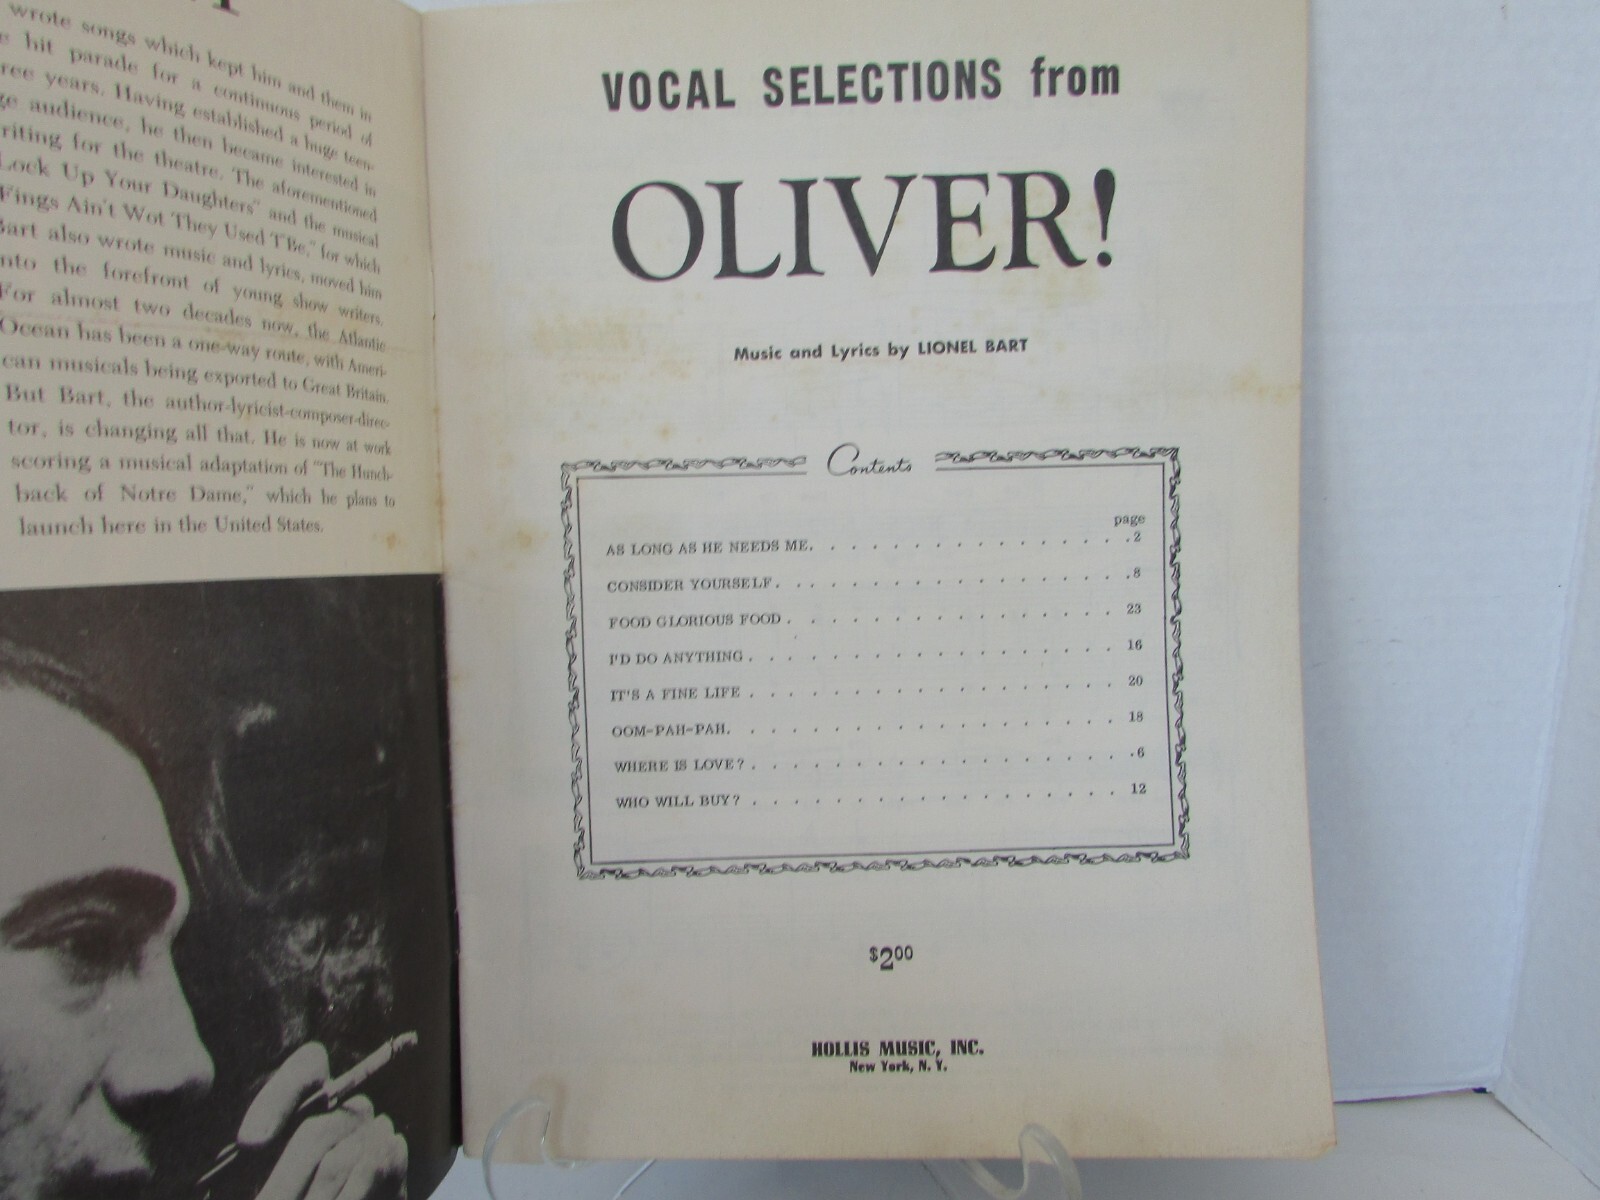 wrote songs which kept him and them in
hit parade for a continuous period of
years. Having established a huge teen-
audience, he then became interested in
riting for the theatre. The aforementioned
Lock Up Your Daughters" and the musical
Fings Ain't Wot They Used T'Be," for which
Bart also wrote music and lyrics, moved him
nto the forefront of young show writers.
For almost two decades now, the Atlantic
Ocean has been a one-way route, with Ameri-
can musicals being exported to Great Britain.
But Bart, the author-lyricist-composer-direc-
tor, is changing all that. He is now at work
scoring a musical adaptation of "The Hunch-
back of Notre Dame," which he plans to
launch here in the United States.
VOCAL SELECTIONS from
OLIVER!
Music and Lyrics by LIONEL BART
Contents
page
AS LONG AS HE NEEDS ME. . . . . . . . . . . . . . . . .2
CONSIDER YOURSELF. . . . . . . . . . . . . . . . . .8
FOOD GLORIOUS FOOD . . . . . . . . . . . . . . . . . 23
I'D DO ANYTHING . . . . . . . . . . . . . . . . . . 16
IT'S A FINE LIFE . . . . . . . . . . . . . . . . . . 20
OOM-PAH-PAH. . . . . . . . . . . . . . . . . . . 18
WHERE IS LOVE? . . . . . . . . . . . . . . . . . . .6
WHO WILL BUY? . . . . . . . . . . . . . . . . . . 12
$2.00
HOLLIS MUSIC, INC.
New York, N. Y.